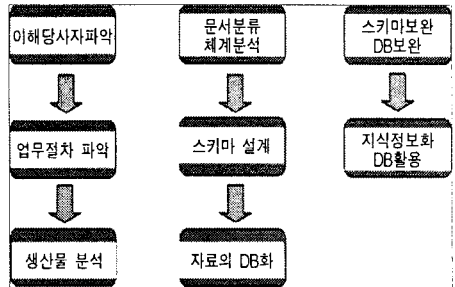 이해당사자파악
업무절차 파악
생산물 분석
문서분류
체계분석
스키마 설계
자료의 DB화
스키마보완
DB보완
지식정보화
DB활용